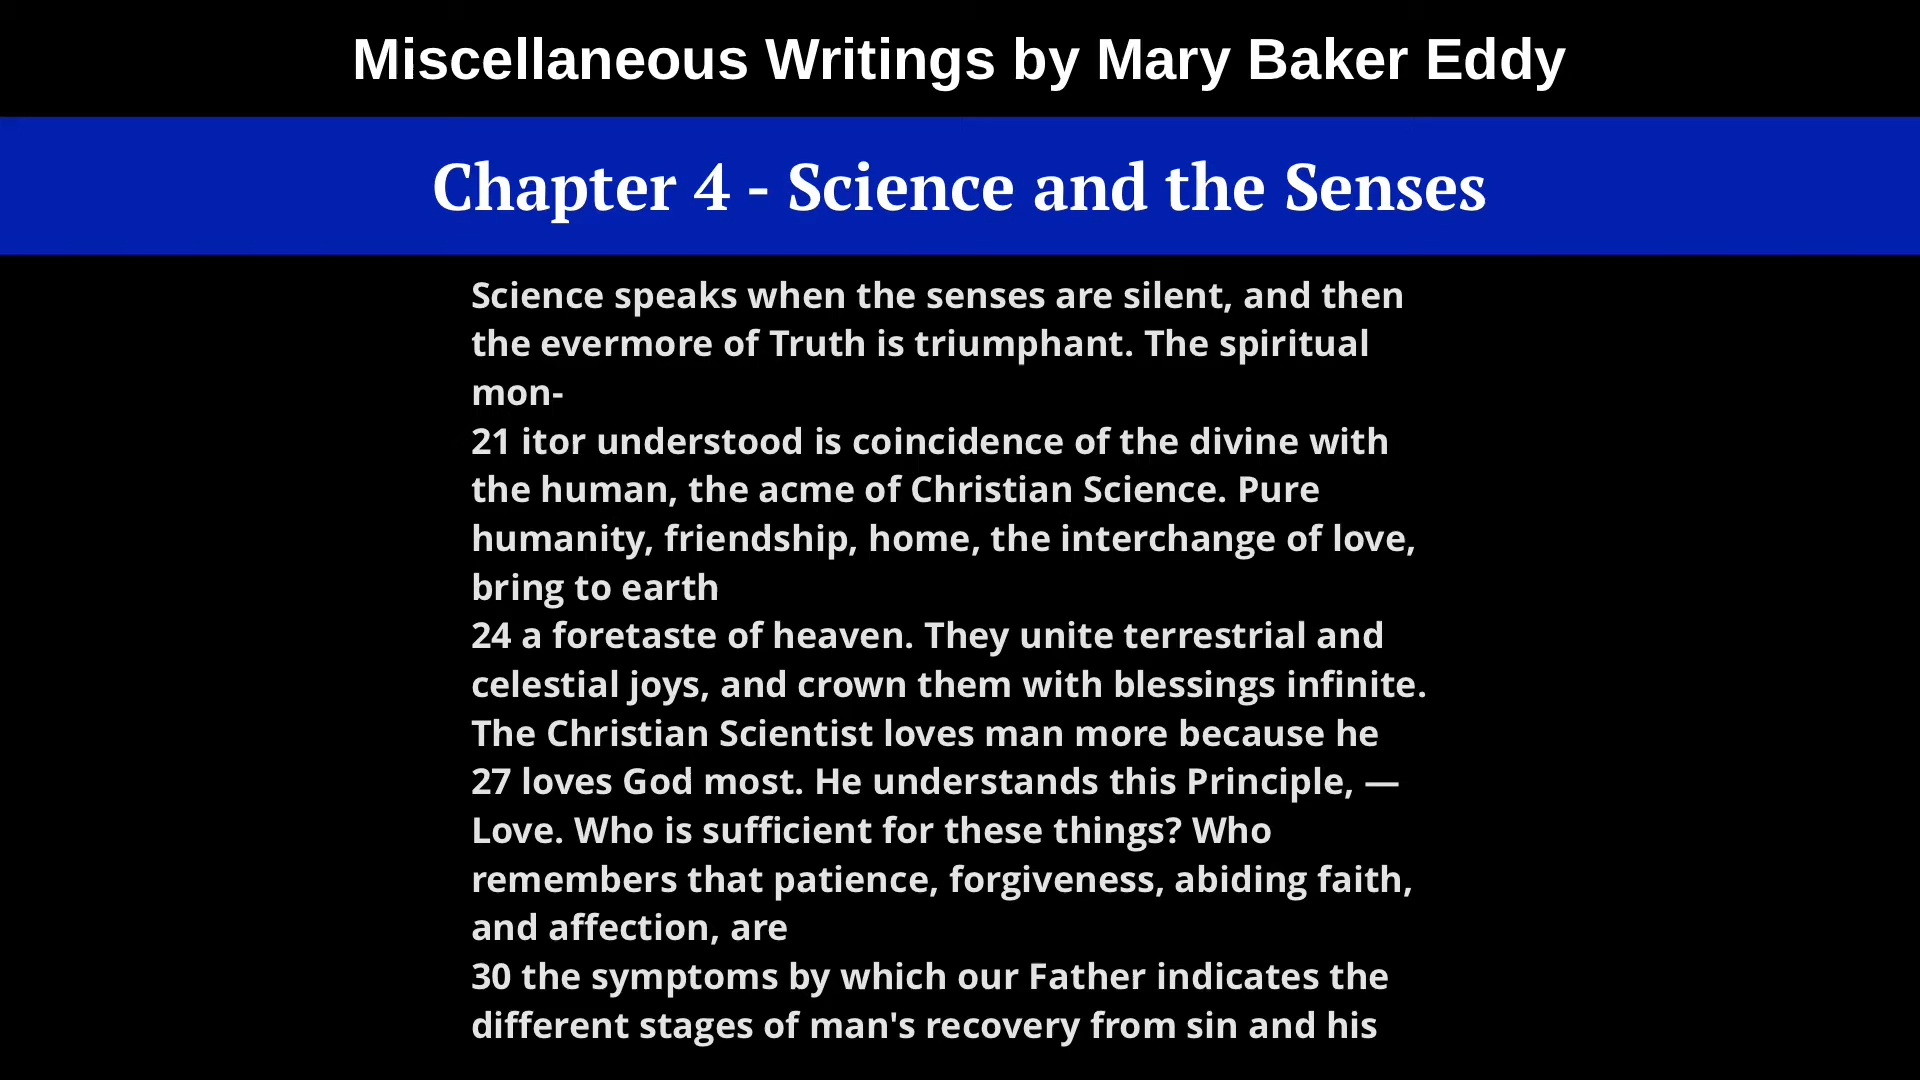 Miscellaneous Writings by Mary Baker Eddy
Chapter 4 - Science and the Senses
Science speaks when the senses are silent, and then
the evermore of Truth is triumphant. The spiritual
mon-
21 itor understood is coincidence of the divine with
the human, the acme of Christian Science. Pure
humanity, friendship, home, the interchange of love,
bring to earth
24 a foretaste of heaven. They unite terrestrial and
celestial joys, and crown them with blessings infinite.
The Christian Scientist loves man more because he
27 loves God most. He understands this Principle, —
Love. Who is sufficient for these things? Who
remembers that patience, forgiveness, abiding faith,
and affection, are
30 the symptoms by which our Father indicates the
different stages of man's recovery from sin and his